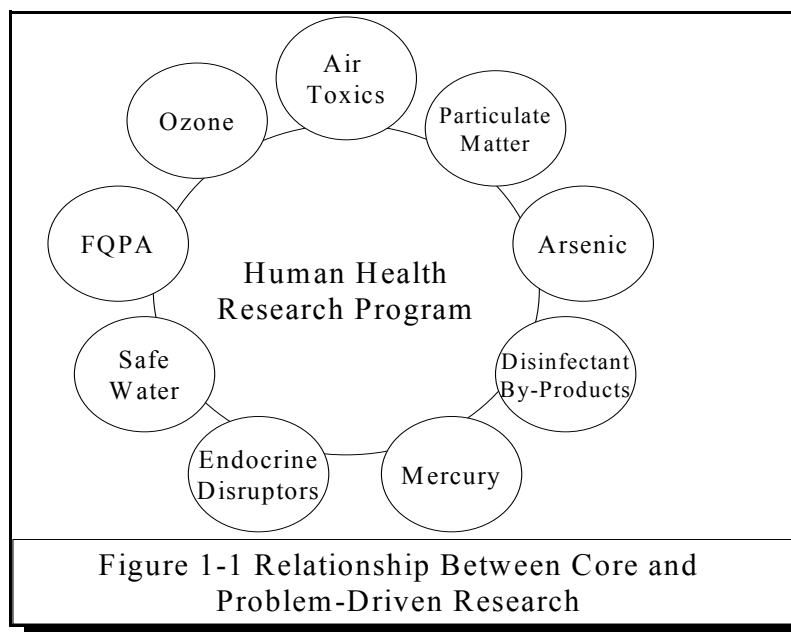 Air
Toxics
Ozone
Particulate
Matter
FQPA
Arsenic
Human Health
Research Program
Safe
Water
Disinfectant
By-Products
Endocrine
Disruptors
Mercury
Figure 1-1 Relationship Between Core and
Problem-Driven Research